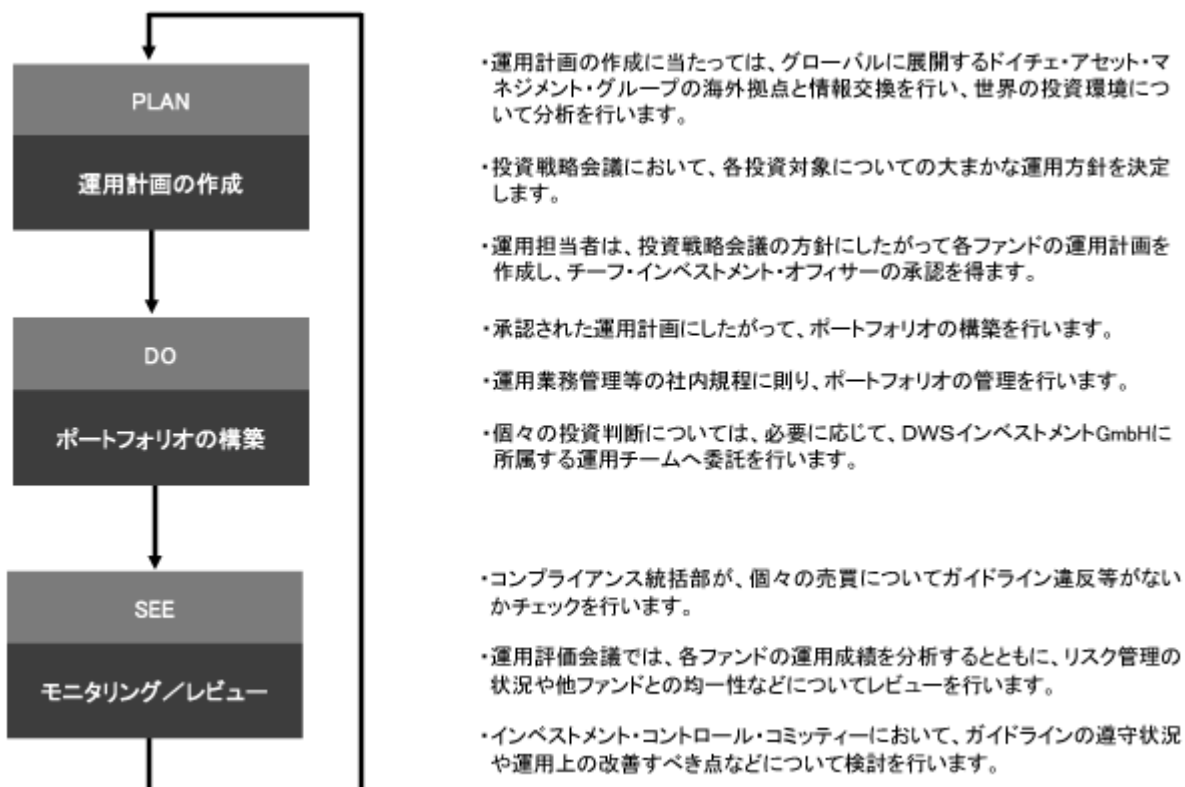 PLAN
運用計画の作成
・運用計画の作成に当たっては、グローバルに展開するドイチェ・アセット・マ
ネジメント・グループの海外拠点と情報交換を行い、世界の投資環境につ
いて分析を行います。
・投資戦略会議において、各投資対象についての大まかな運用方針を決定
します。
・運用担当者は、投資戦略会議の方針にしたがって各ファンドの運用計画を
作成し、チーフ・インベストメント・オフィサーの承認を得ます。
DO
ポートフォリオの構築
・承認された運用計画にしたがって、ポートフォリオの構築を行います。
・運用業務管理等の社内規程に則り、ポートフォリオの管理を行います。
・個々の投資判断については、必要に応じて、DWSインベストメントGmbHに
所属する運用チームへ委託を行います。
SEE
モニタリング／レビュー
・コンプライアンス統括部が、個々の売買についてガイドライン違反等がない
かチェックを行います。
・運用評価会議では、各ファンドの運用成績を分析するとともに、リスク管理の
状況や他ファンドとの均一性などについてレビューを行います。
・インベストメント・コントロール・コミッティーにおいて、ガイドラインの遵守状況
や運用上の改善すべき点などについて検討を行います。